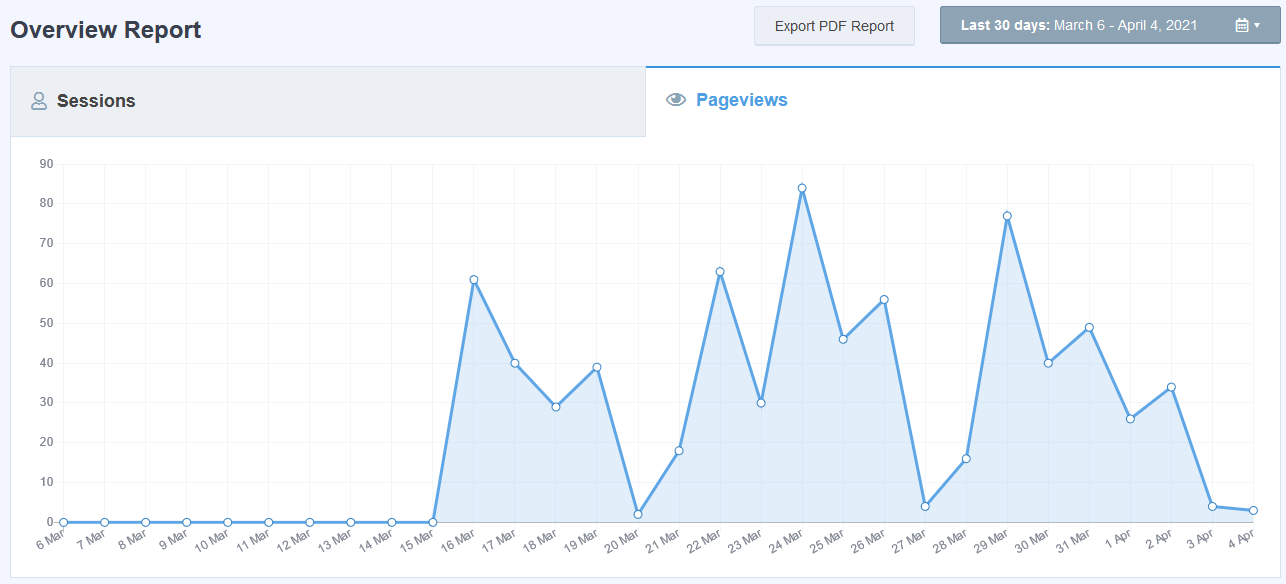 Overview Report
Export PDF Report
Last 30 days: March 6 - April 4, 2021
Sessions
Pageviews
90
80
70
60
50
40
30
20
10
0
6 Mar 7 Mar 8 Mar 9 Mar 10 Mar 11 Mar 12 Mar 13 Mar 14 Mar 15 Mar 16 Mar 17 Mar 18 Mar 19 Mar 20 Mar 21 Mar 22 Mar 23 Mar 24 Mar 25 Mar 26 Mar 27 Mar 28 Mar 29 Mar 30 Mar 31 Mar 1 Apr 2 Apr 3 Apr 4 Apr